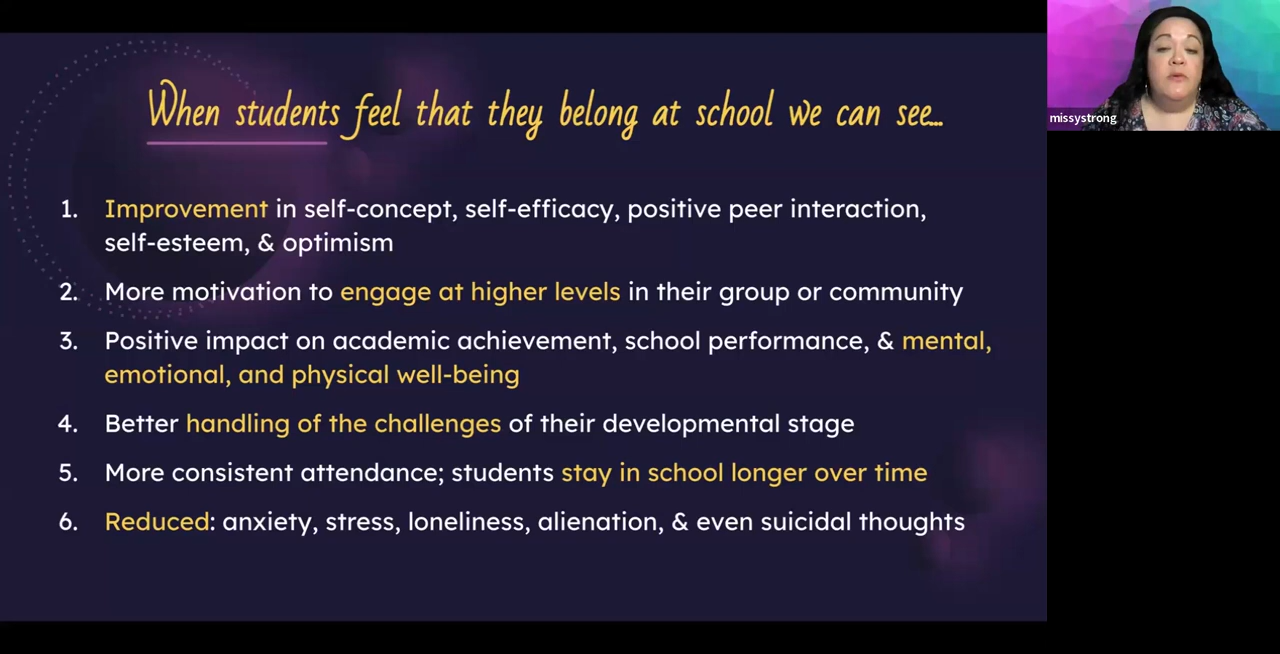 When students feel that they belong at school we can see...
1. Improvement in self-concept, self-efficacy, positive peer interaction,
self-esteem, & optimism
2. More motivation to engage at higher levels in their group or community
3. Positive impact on academic achievement, school performance, & mental,
emotional, and physical well-being
4. Better handling of the challenges of their developmental stage
5. More consistent attendance; students stay in school longer over time
6. Reduced: anxiety, stress, loneliness, alienation, & even suicidal thoughts
missystrong